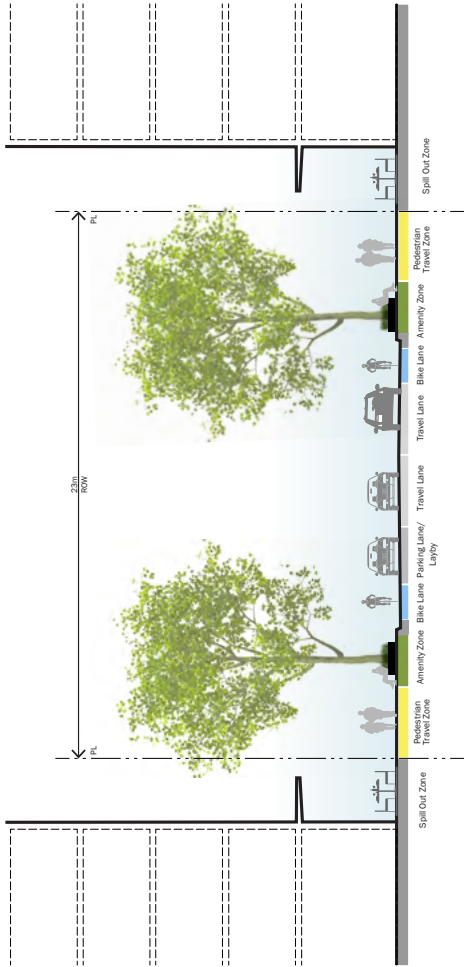 23m
ROW
PL
PL
Spill Out Zone
Pedestrian
Travel Zone
Amenity Zone
Bike Lane
Parking Lane/
Layby
Travel Lane
Travel Lane
Bike Lane
Amenity Zone
Pedestrian
Travel Zone
Spill Out Zone